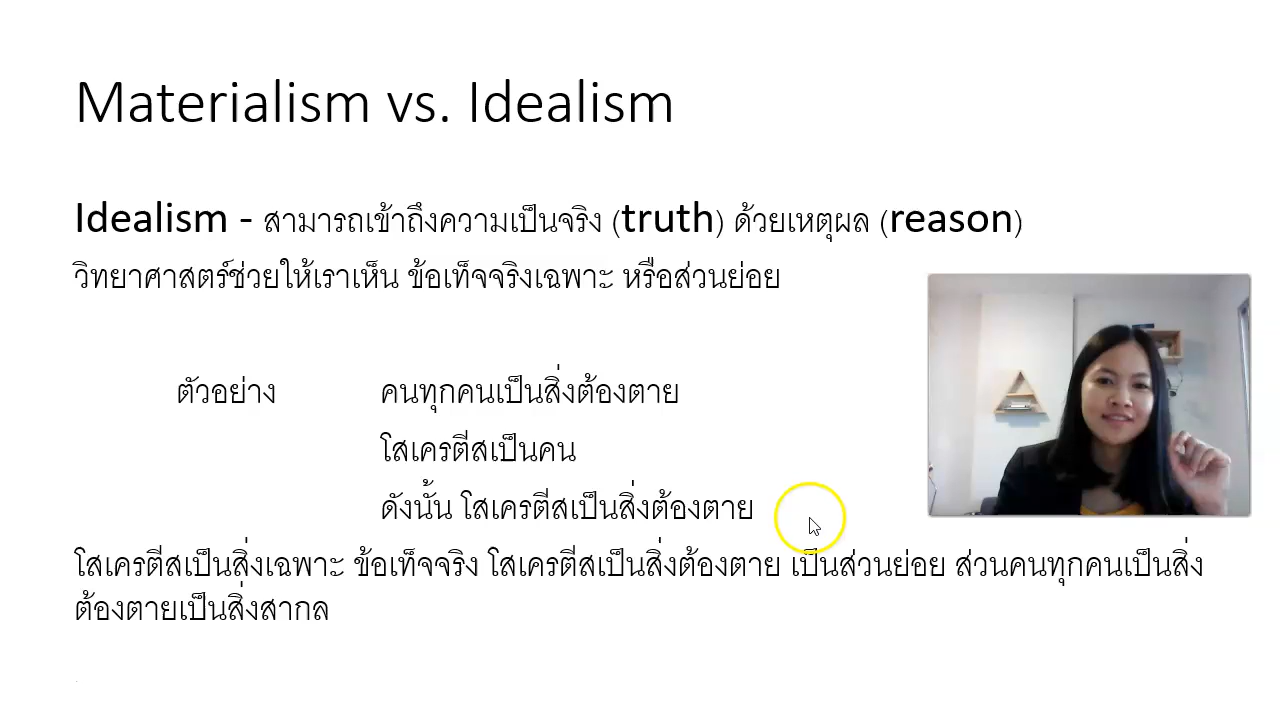 Materialism vs. Idealism
Idealism - สามารถเข้าถึงความเป็นจริง (truth) ด้วยเหตุผล (reason)
วิทยาศาสตร์ช่วยให้เราเห็น ข้อเท็จจริงเฉพาะ หรือส่วนย่อย
ตัวอย่าง คนทุกคนเป็นสิ่งต้องตาย
โสเครตีสเป็นคน
ดังนั้น โสเครตีสเป็นสิ่งต้องตาย
โสเครตีสเป็นสิ่งเฉพาะ ข้อเท็จจริง โสเครตีสเป็นสิ่งต้องตาย เป็นส่วนย่อย ส่วนคนทุกคนเป็นสิ่ง
ต้องตายเป็นสิ่งสากล